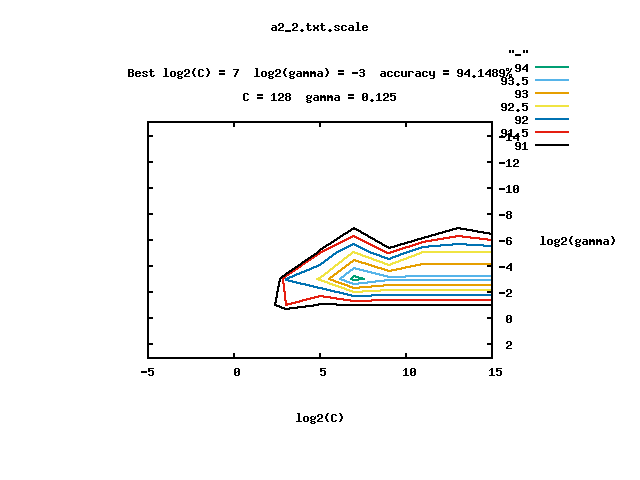 a2_2.txt.scale
"-"
Best log2(C) = 7  log2(gamma) = -3  accuracy = 94.1489%
94
93.5
C = 128  gamma = 0.125
93
92.5
92
91.5
-14
91
-12
-10
-8
-6
log2(gamma)
-4
-2
0
2
-5 0 5 10 15
log2(C)